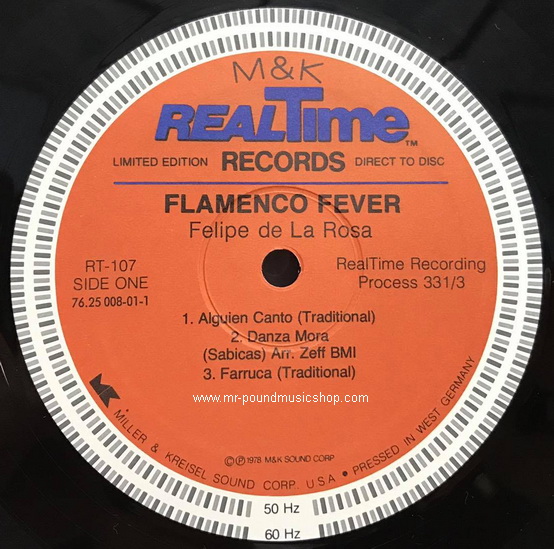 M&K
REALTime™
LIMITED EDITION RECORDS DIRECT TO DISC
FLAMENCO FEVER
Felipe de La Rosa
RT-107
SIDE ONE
76.25 008-01-1
RealTime Recording
Process 331/3
1. Alguien Canto (Traditional)
2. Danza Mora
(Sabicas) Arr. Zeff BMI
3. Farruca (Traditional)
www.mr-poundmusicshop.com
©℗1978 M&K SOUND CORP
MK MILLER & KREISEL SOUND CORP. U.S.A • PRESSED IN WEST GERMANY
50 Hz
60 Hz